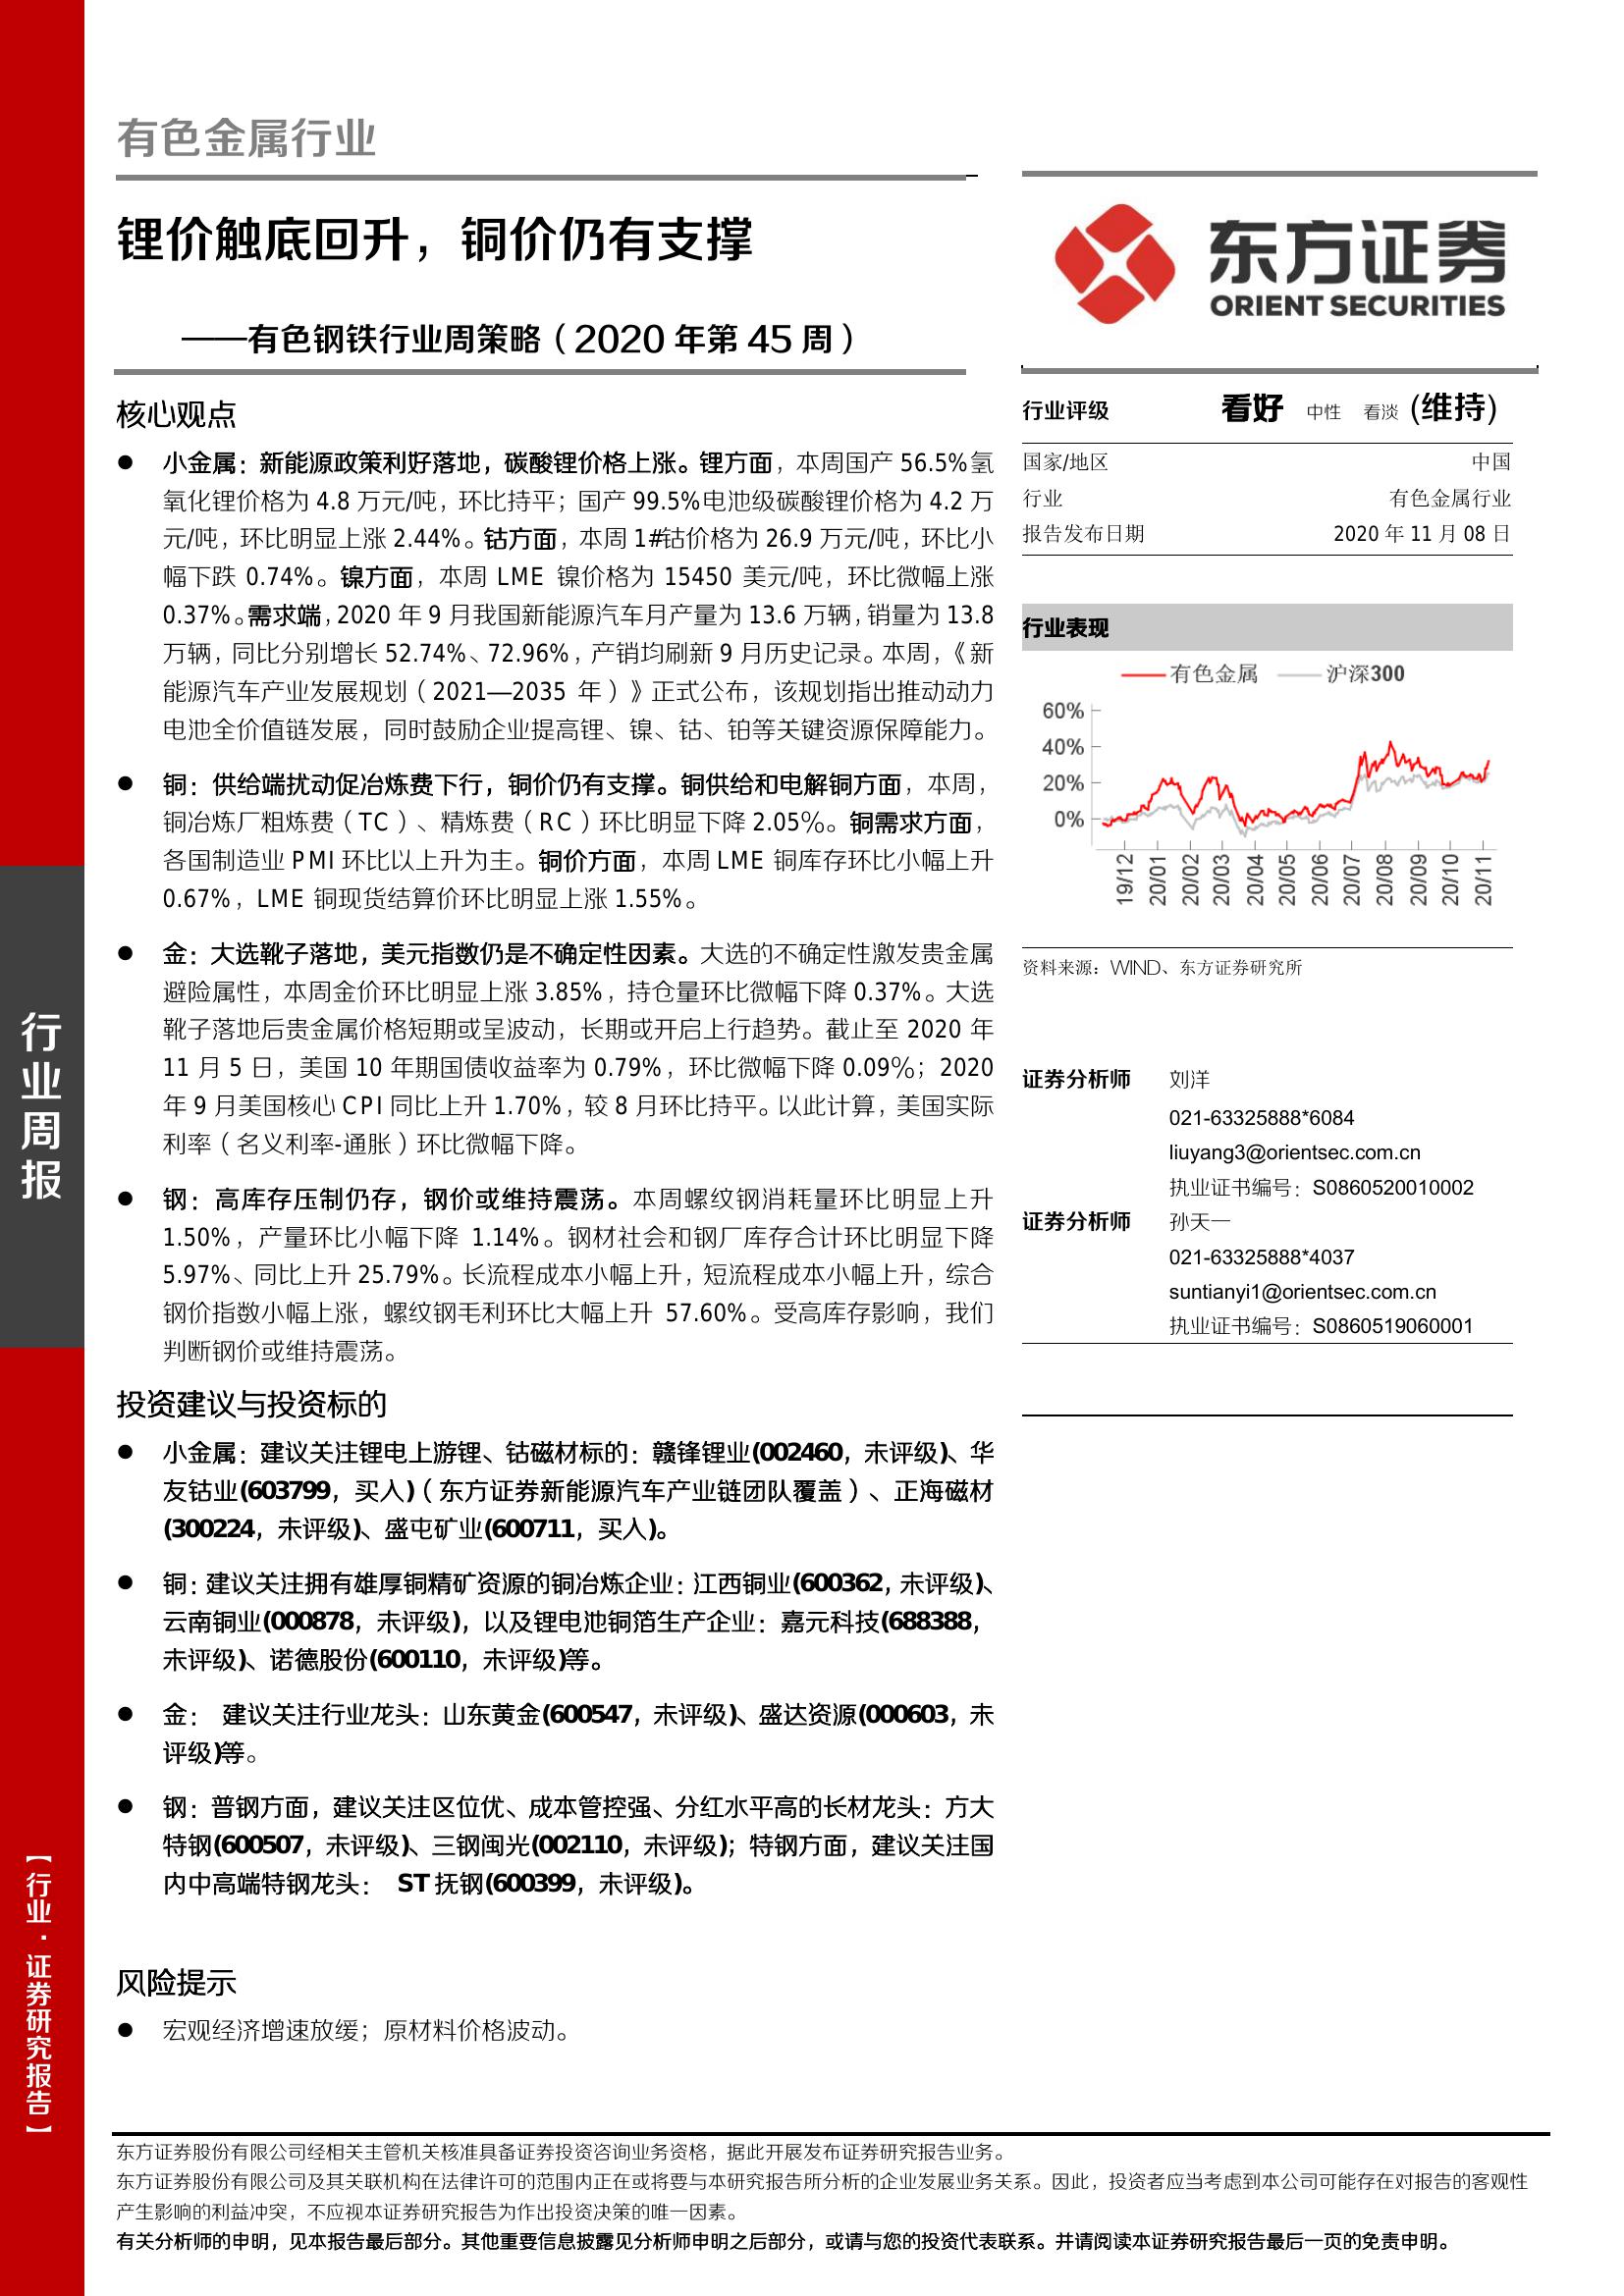 有色金属行业
锂价触底回升，铜价仍有支撑
——有色钢铁行业周策略（2020 年第 45 周）
核心观点
● 小金属：新能源政策利好落地，碳酸锂价格上涨。锂方面，本周国产 56.5%氢
氧化锂价格为 4.8 万元/吨，环比持平；国产 99.5%电池级碳酸锂价格为 4.2 万
元/吨，环比明显上涨 2.44%。钴方面，本周 1#钴价格为 26.9 万元/吨，环比小
幅下跌 0.74%。镍方面，本周 LME 镍价格为 15450 美元/吨，环比微幅上涨
0.37%。需求端，2020 年 9 月我国新能源汽车月产量为 13.6 万辆，销量为 13.8
万辆，同比分别增长 52.74%、72.96%，产销均刷新 9 月历史记录。本周，《新
能源汽车产业发展规划（2021—2035 年）》正式公布，该规划指出推动动力
电池全价值链发展，同时鼓励企业提高锂、镍、钴、铂等关键资源保障能力。
● 铜：供给端扰动促冶炼费下行，铜价仍有支撑。铜供给和电解铜方面，本周，
铜冶炼厂粗炼费（TC）、精炼费（RC）环比明显下降 2.05%。铜需求方面，
各国制造业 PMI 环比以上升为主。铜价方面，本周 LME 铜库存环比小幅上升
0.67%，LME 铜现货结算价环比明显上涨 1.55%。
● 金：大选靴子落地，美元指数仍是不确定性因素。大选的不确定性激发贵金属
避险属性，本周金价环比明显上涨 3.85%，持仓量环比微幅下降 0.37%。大选
靴子落地后贵金属价格短期或呈波动，长期或开启上行趋势。截止至 2020 年
11 月 5 日，美国 10 年期国债收益率为 0.79%，环比微幅下降 0.09%；2020
年 9 月美国核心 CPI 同比上升 1.70%，较 8 月环比持平。以此计算，美国实际
利率（名义利率-通胀）环比微幅下降。
● 钢：高库存压制仍存，钢价或维持震荡。本周螺纹钢消耗量环比明显上升
1.50%，产量环比小幅下降 1.14%。钢材社会和钢厂库存合计环比明显下降
5.97%、同比上升 25.79%。长流程成本小幅上升，短流程成本小幅上升，综合
钢价指数小幅上涨，螺纹钢毛利环比大幅上升 57.60%。受高库存影响，我们
判断钢价或维持震荡。
投资建议与投资标的
● 小金属：建议关注锂电上游锂、钴磁材标的：赣锋锂业(002460，未评级)、华
友钴业(603799，买入)（东方证券新能源汽车产业链团队覆盖）、正海磁材
(300224，未评级)、盛屯矿业(600711，买入)。
● 铜：建议关注拥有雄厚铜精矿资源的铜冶炼企业：江西铜业(600362，未评级)、
云南铜业(000878，未评级)，以及锂电池铜箔生产企业：嘉元科技(688388，
未评级)、诺德股份(600110，未评级)等。
● 金： 建议关注行业龙头：山东黄金(600547，未评级)、盛达资源(000603，未
评级)等。
● 钢：普钢方面，建议关注区位优、成本管控强、分红水平高的长材龙头：方大
特钢(600507，未评级)、三钢闽光(002110，未评级)；特钢方面，建议关注国
内中高端特钢龙头： ST 抚钢(600399，未评级)。
风险提示
● 宏观经济增速放缓；原材料价格波动。
东方证券
ORIENT SECURITIES
行业评级 看好 中性 看淡 (维持)
国家/地区 中国
行业 有色金属行业
报告发布日期 2020 年 11 月 08 日
行业表现
有色金属 沪深300
60%
40%
20%
0%
19/12 20/01 20/02 20/03 20/04 20/05 20/06 20/07 20/08 20/09 20/10 20/11
资料来源：WIND、东方证券研究所
证券分析师 刘洋
021-63325888*6084
liuyang3@orientsec.com.cn
执业证书编号：S0860520010002
证券分析师 孙天一
021-63325888*4037
suntianyi1@orientsec.com.cn
执业证书编号：S0860519060001
行业周报
【行业·证券研究报告】
东方证券股份有限公司经相关主管机关核准具备证券投资咨询业务资格，据此开展发布证券研究报告业务。
东方证券股份有限公司及其关联机构在法律许可的范围内正在或将要与本研究报告所分析的企业发展业务关系。因此，投资者应当考虑到本公司可能存在对报告的客观性
产生影响的利益冲突，不应视本证券研究报告为作出投资决策的唯一因素。
有关分析师的申明，见本报告最后部分。其他重要信息披露见分析师申明之后部分，或请与您的投资代表联系。并请阅读本证券研究报告最后一页的免责申明。